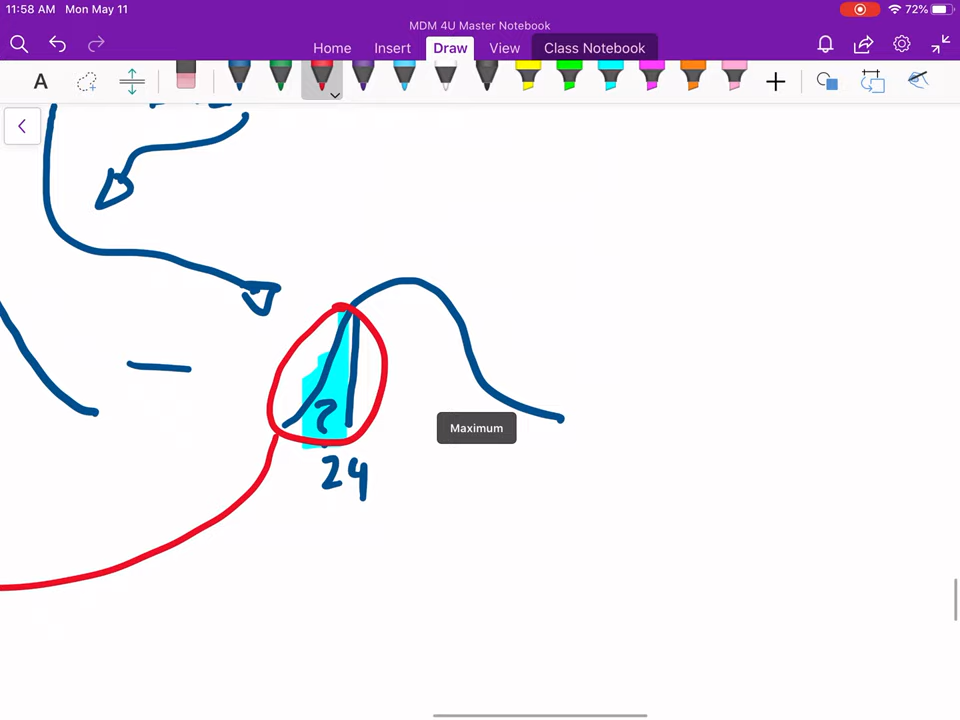 11:58 AM Mon May 11
72%
MDM 4U Master Notebook
Home Insert Draw View Class Notebook
A
?
24
Maximum